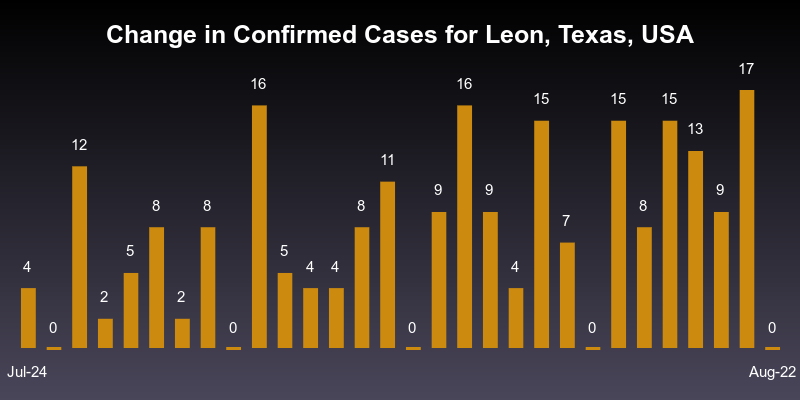 Change in Confirmed Cases for Leon, Texas, USA
4 0 12 2 5 8 2 8 0 16 5 4 4 8 11 0 9 16 9 4 15 7 0 15 8 15 13 9 17 0
Jul-24 Aug-22